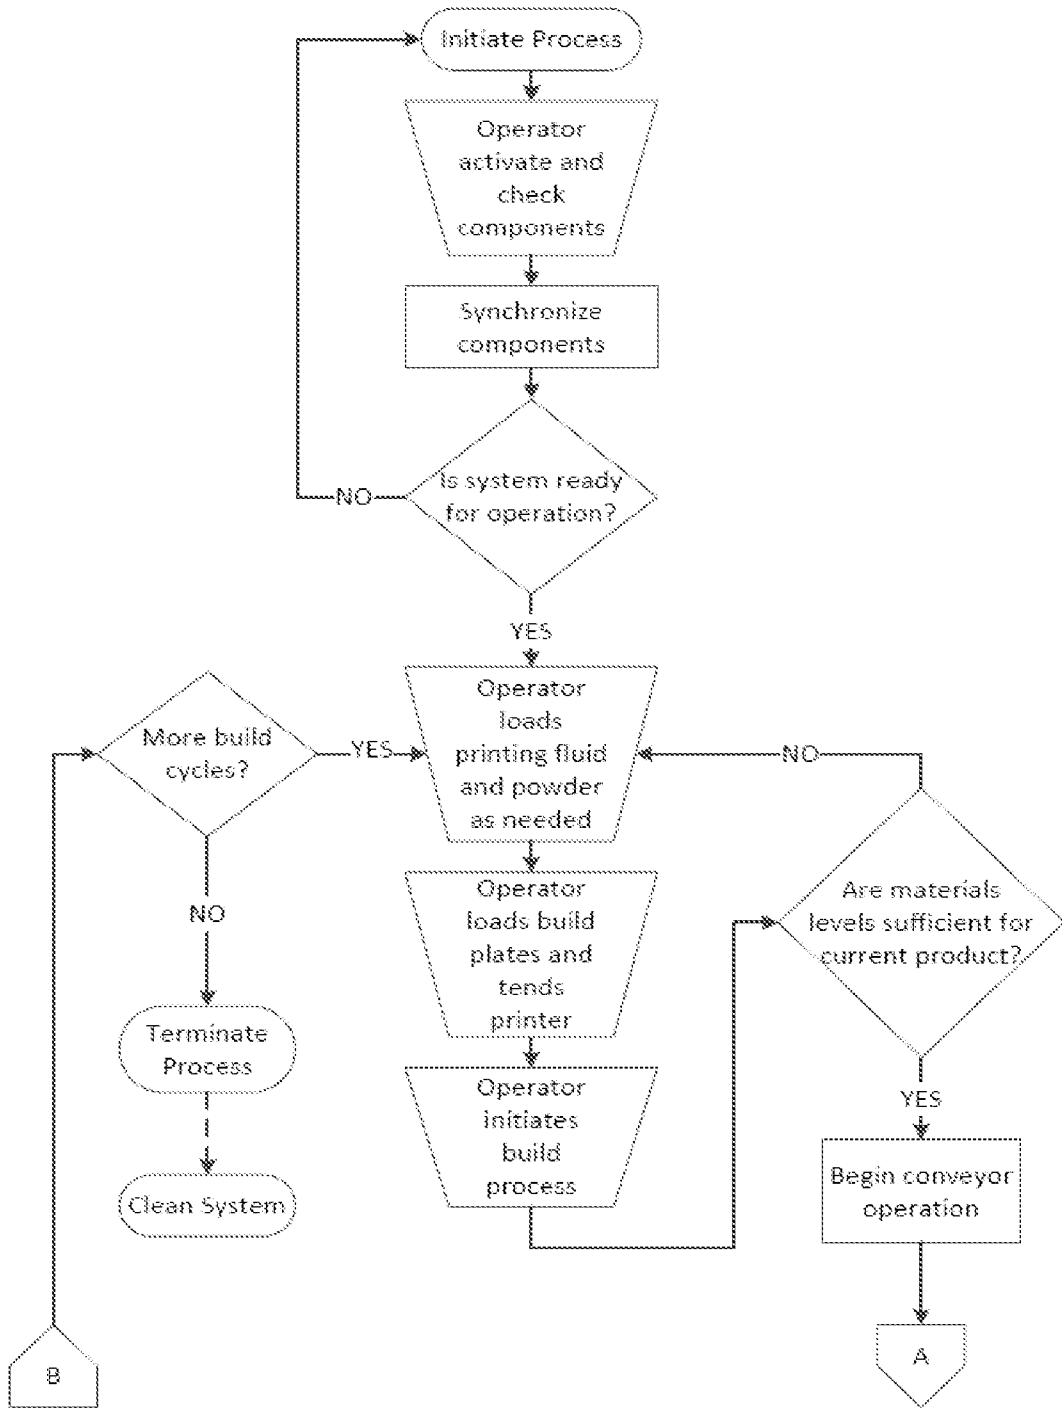 Initiate Process
Operator
activate and
check
components
Synchronize
components
Is system ready
for operation?
NO
YES
Operator
loads
printing fluid
and powder
as needed
More build
cycles?
YES
NO
NO
Operator
loads build
plates and
tends
printer
Are materials
levels sufficient for
current product?
YES
Operator
initiates
build
process
Begin conveyor
operation
Terminate
Process
Clean System
B
A